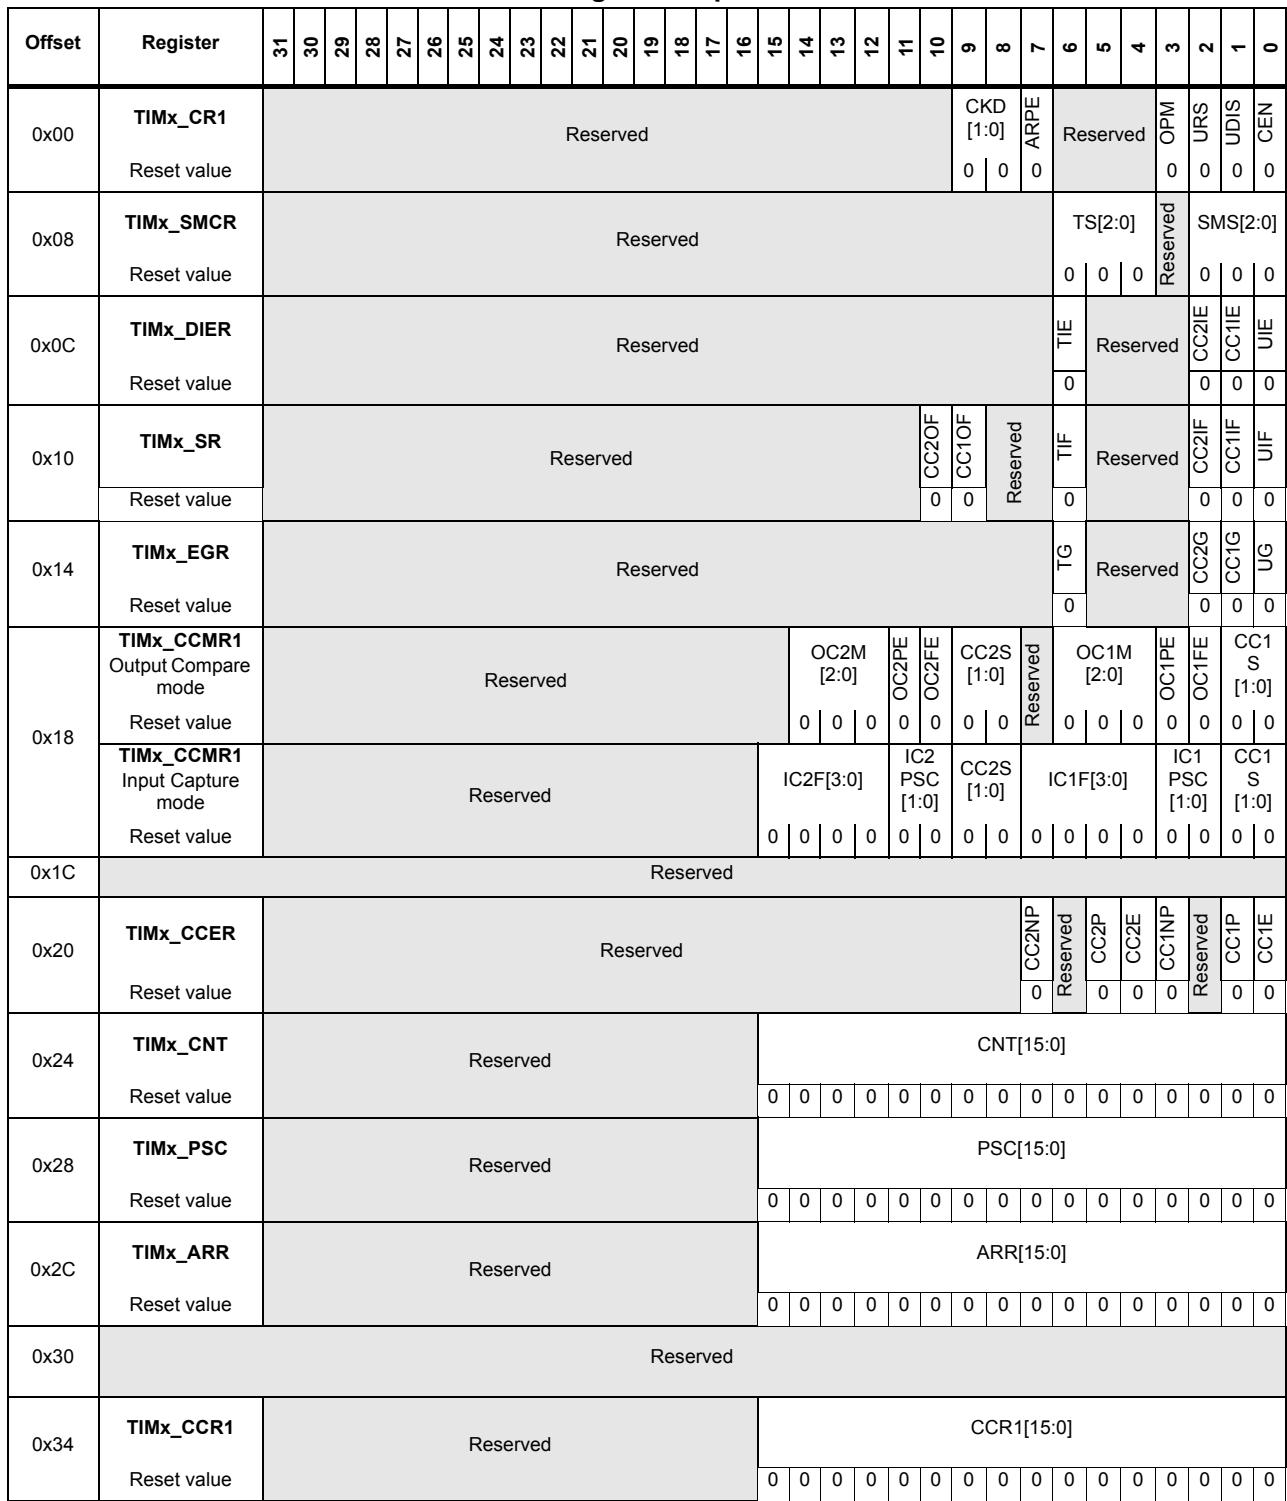 Offset Register 31 30 29 28 27 26 25 24 23 22 21 20 19 18 17 16 15 14 13 12 11 10 9 8 7 6 5 4 3 2 1 0
0x00 TIMx_CR1 Reserved CKD [1:0] ARPE Reserved OPM URS UDIS CEN
Reset value 0 0 0 0 0 0 0
0x08 TIMx_SMCR Reserved TS[2:0] Reserved SMS[2:0]
Reset value 0 0 0 0 0 0
0x0C TIMx_DIER Reserved TIE Reserved CC2IE CC1IE UIE
Reset value 0 0 0 0
0x10 TIMx_SR Reserved CC2OF CC1OF Reserved TIF Reserved CC2IF CC1IF UIF
Reset value 0 0 0 0 0 0
0x14 TIMx_EGR Reserved TG Reserved CC2G CC1G UG
Reset value 0 0 0 0
0x18 TIMx_CCMR1 Output Compare mode Reserved OC2M [2:0] OC2PE OC2FE CC2S [1:0] Reserved OC1M [2:0] OC1PE OC1FE CC1 S [1:0]
Reset value 0 0 0 0 0 0 0 0 0 0 0 0 0 0
TIMx_CCMR1 Input Capture mode Reserved IC2F[3:0] IC2 PSC [1:0] CC2S [1:0] IC1F[3:0] IC1 PSC [1:0] CC1 S [1:0]
Reset value 0 0 0 0 0 0 0 0 0 0 0 0 0 0 0 0
0x1C Reserved
0x20 TIMx_CCER Reserved CC2NP Reserved CC2P CC2E CC1NP Reserved CC1P CC1E
Reset value 0 0 0 0 0 0
0x24 TIMx_CNT Reserved CNT[15:0]
Reset value 0 0 0 0 0 0 0 0 0 0 0 0 0 0 0 0
0x28 TIMx_PSC Reserved PSC[15:0]
Reset value 0 0 0 0 0 0 0 0 0 0 0 0 0 0 0 0
0x2C TIMx_ARR Reserved ARR[15:0]
Reset value 0 0 0 0 0 0 0 0 0 0 0 0 0 0 0 0
0x30 Reserved
0x34 TIMx_CCR1 Reserved CCR1[15:0]
Reset value 0 0 0 0 0 0 0 0 0 0 0 0 0 0 0 0